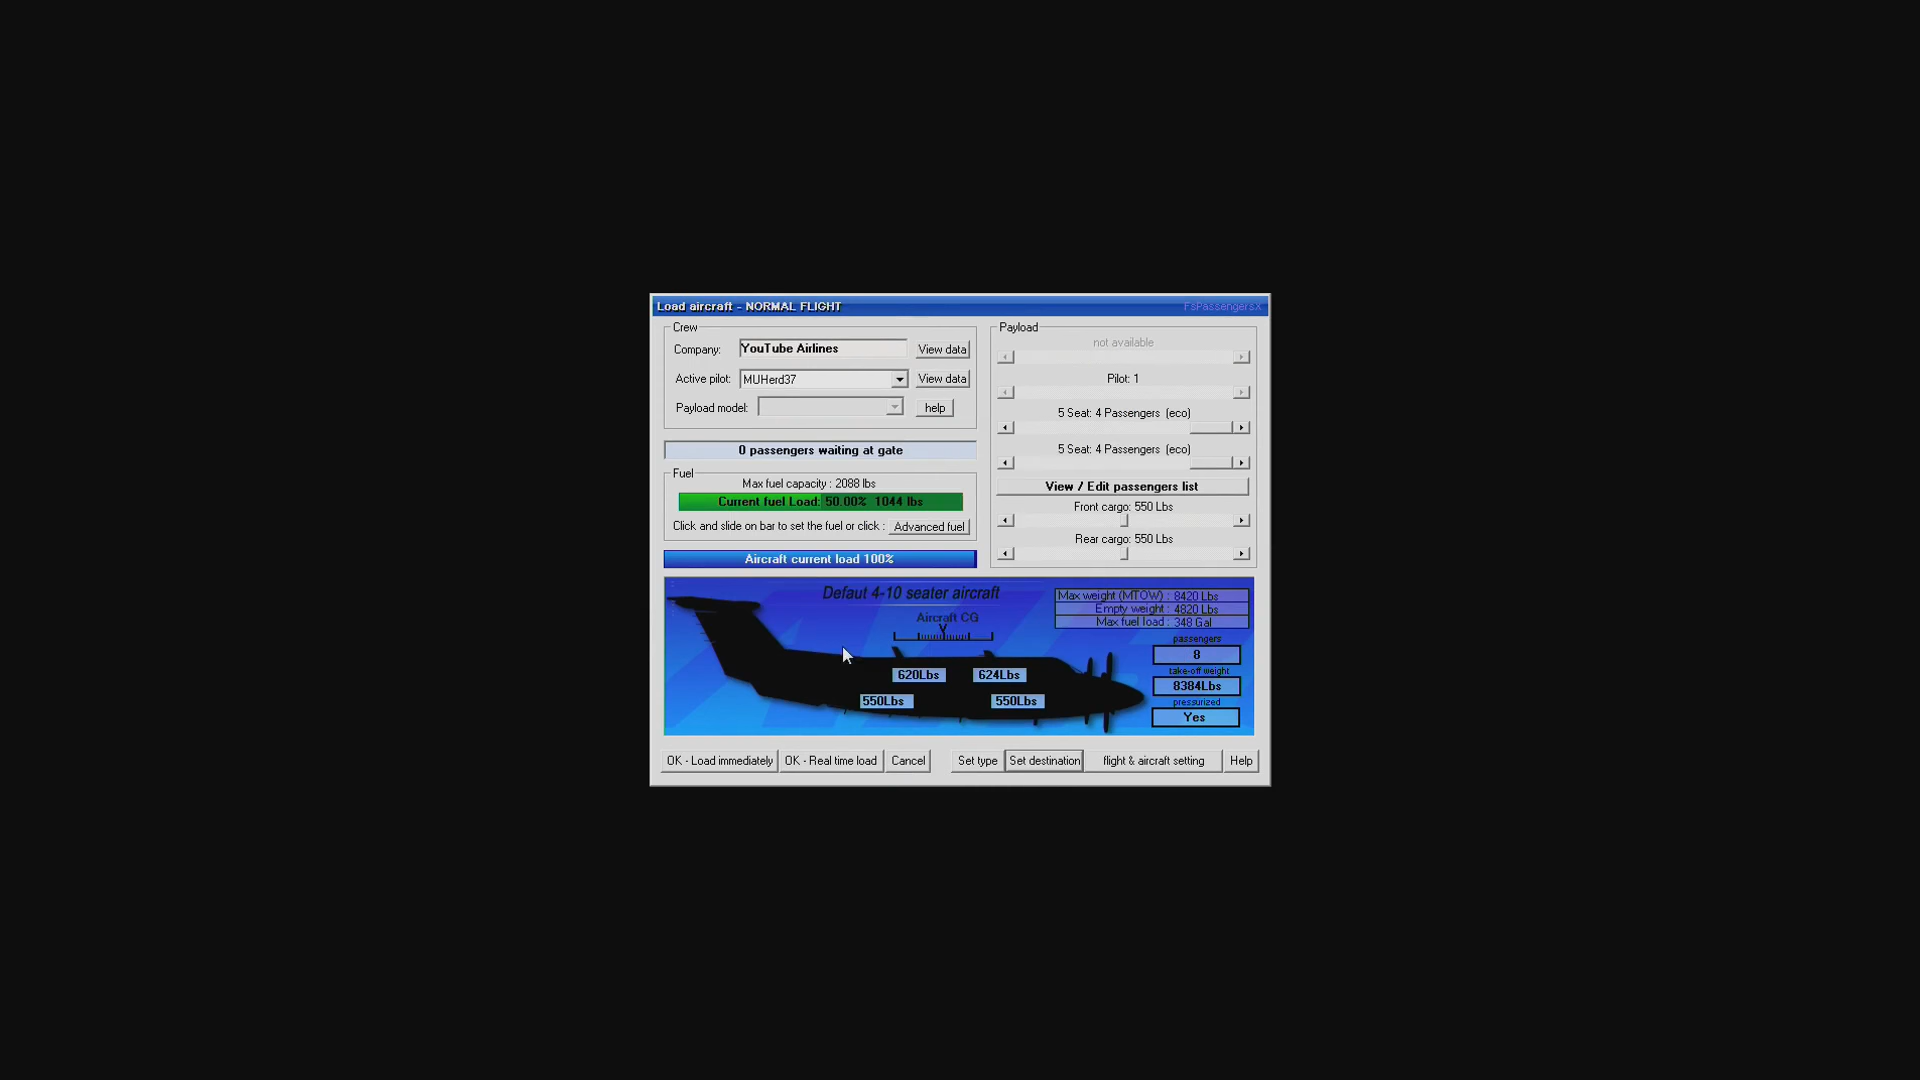 Load aircraft - NORMAL FLIGHT
FsPassengersX
Crew
Company: YouTube Airlines View data
Active pilot: MUHerd37 View data
Payload model: help
0 passengers waiting at gate
Fuel
Max fuel capacity : 2088 lbs
Current fuel Load: 50.00% 1044 lbs
Click and slide on bar to set the fuel or click : Advanced fuel
Aircraft current load 100%
Payload
not available
Pilot: 1
5 Seat: 4 Passengers (eco)
5 Seat: 4 Passengers (eco)
View / Edit passengers list
Front cargo: 550 Lbs
Rear cargo: 550 Lbs
Defaut 4-10 seater aircraft
Aircraft CG
Max weight (MTOW) : 8420 Lbs
Empty weight : 4820 Lbs
Max fuel load : 348 Gal
passengers
8
take-off weight
8384Lbs
pressurized
Yes
620Lbs 624Lbs
550Lbs 550Lbs
OK - Load immediately OK - Real time load Cancel Set type Set destination flight & aircraft setting Help